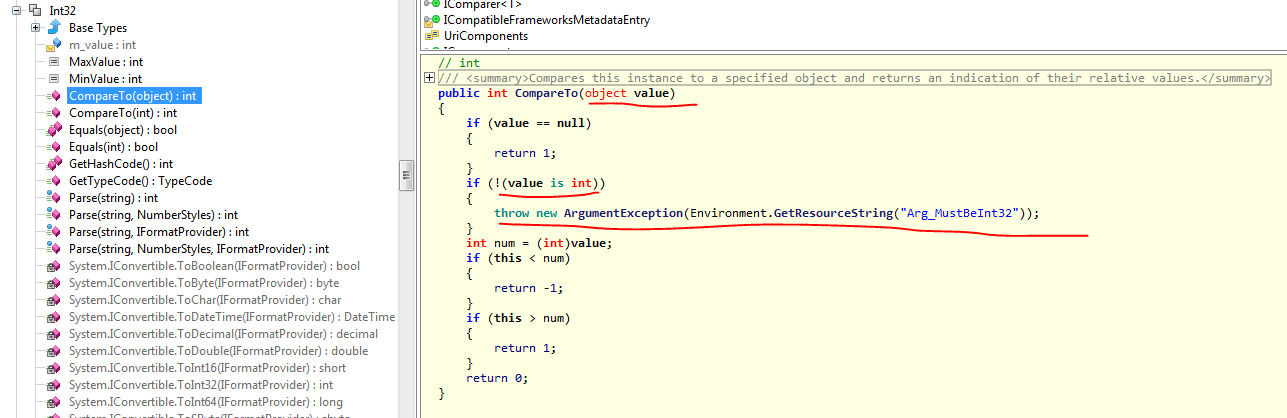 Int32
Base Types
m_value : int
MaxValue : int
MinValue : int
CompareTo(object) : int
CompareTo(int) : int
Equals(object) : bool
Equals(int) : bool
GetHashCode() : int
GetTypeCode() : TypeCode
Parse(string) : int
Parse(string, NumberStyles) : int
Parse(string, IFormatProvider) : int
Parse(string, NumberStyles, IFormatProvider) : int
System.IConvertible.ToBoolean(IFormatProvider) : bool
System.IConvertible.ToByte(IFormatProvider) : byte
System.IConvertible.ToChar(IFormatProvider) : char
System.IConvertible.ToDateTime(IFormatProvider) : DateTime
System.IConvertible.ToDecimal(IFormatProvider) : decimal
System.IConvertible.ToDouble(IFormatProvider) : double
System.IConvertible.ToInt16(IFormatProvider) : short
System.IConvertible.ToInt32(IFormatProvider) : int
System.IConvertible.ToInt64(IFormatProvider) : long
IComparer<T>
ICompatibleFrameworksMetadataEntry
UriComponents
// int
/// <summary>Compares this instance to a specified object and returns an indication of their relative values.</summary>
public int CompareTo(object value)
{
if (value == null)
{
return 1;
}
if (!(value is int))
{
throw new ArgumentException(Environment.GetResourceString("Arg_MustBeInt32"));
}
int num = (int)value;
if (this < num)
{
return -1;
}
if (this > num)
{
return 1;
}
return 0;
}